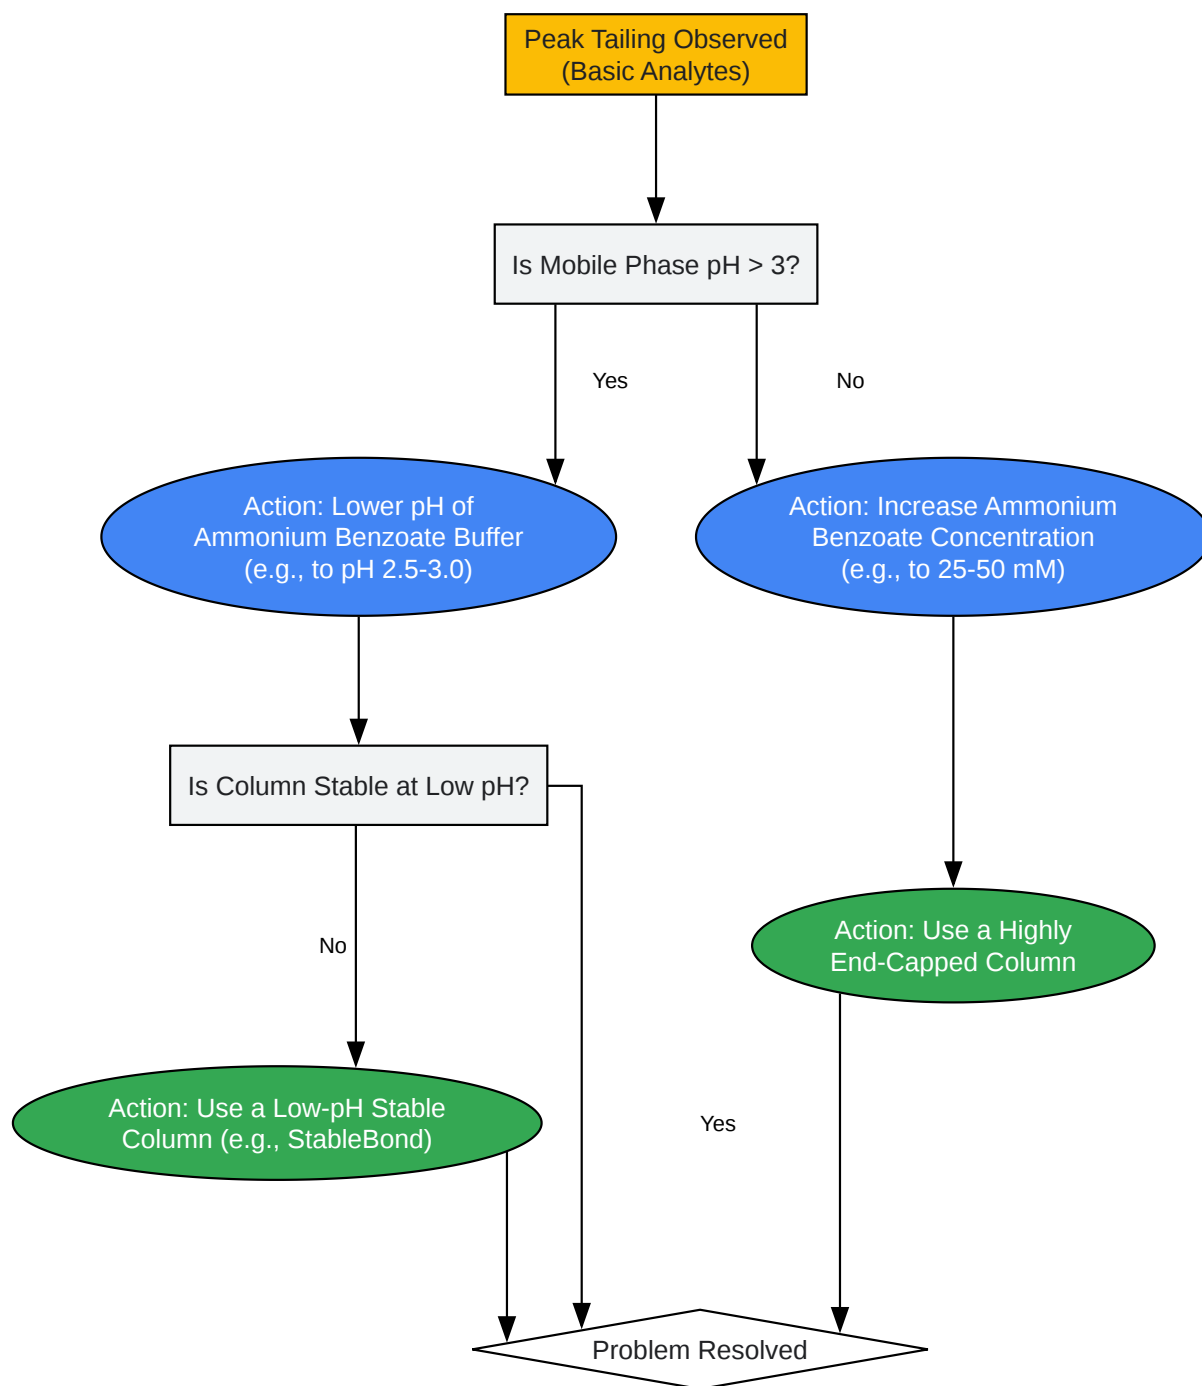 Peak Tailing Observed
(Basic Analytes)
Is Mobile Phase pH > 3?
Yes
No
Action: Lower pH of
Ammonium Benzoate Buffer
(e.g., to pH 2.5-3.0)
Action: Increase Ammonium
Benzoate Concentration
(e.g., to 25-50 mM)
Is Column Stable at Low pH?
No
Action: Use a Highly
End-Capped Column
Action: Use a Low-pH Stable
Column (e.g., StableBond)
Yes
Problem Resolved